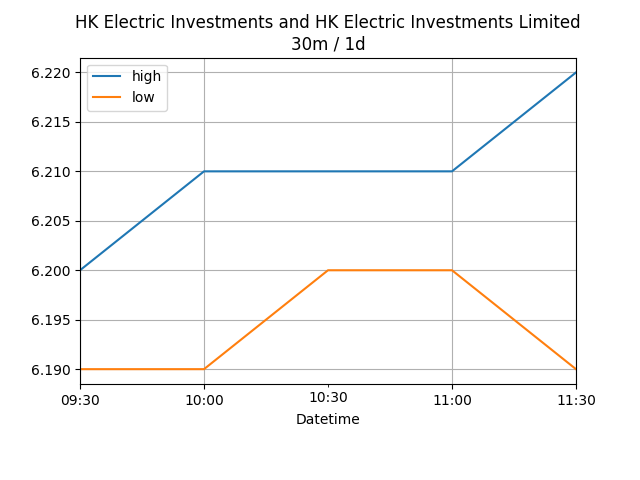 HK Electric Investments and HK Electric Investments Limited
30m / 1d
high
low
6.220
6.215
6.210
6.205
6.200
6.195
6.190
09:30 10:00 10:30 11:00 11:30
Datetime